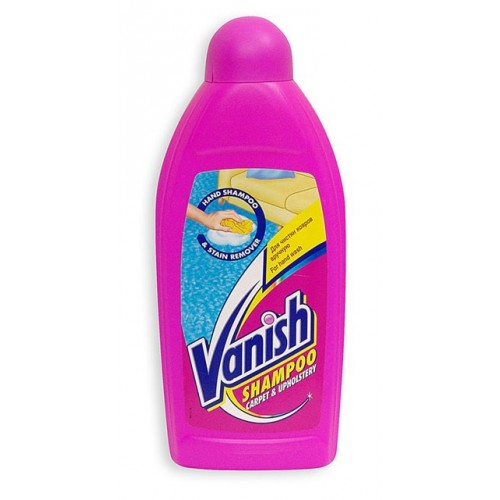 HAND SHAMPOO
& STAIN REMOVER
Для чистки ковров
вручную
For hand wash
Vanish
SHAMPOO
CARPET & UPHOLSTERY